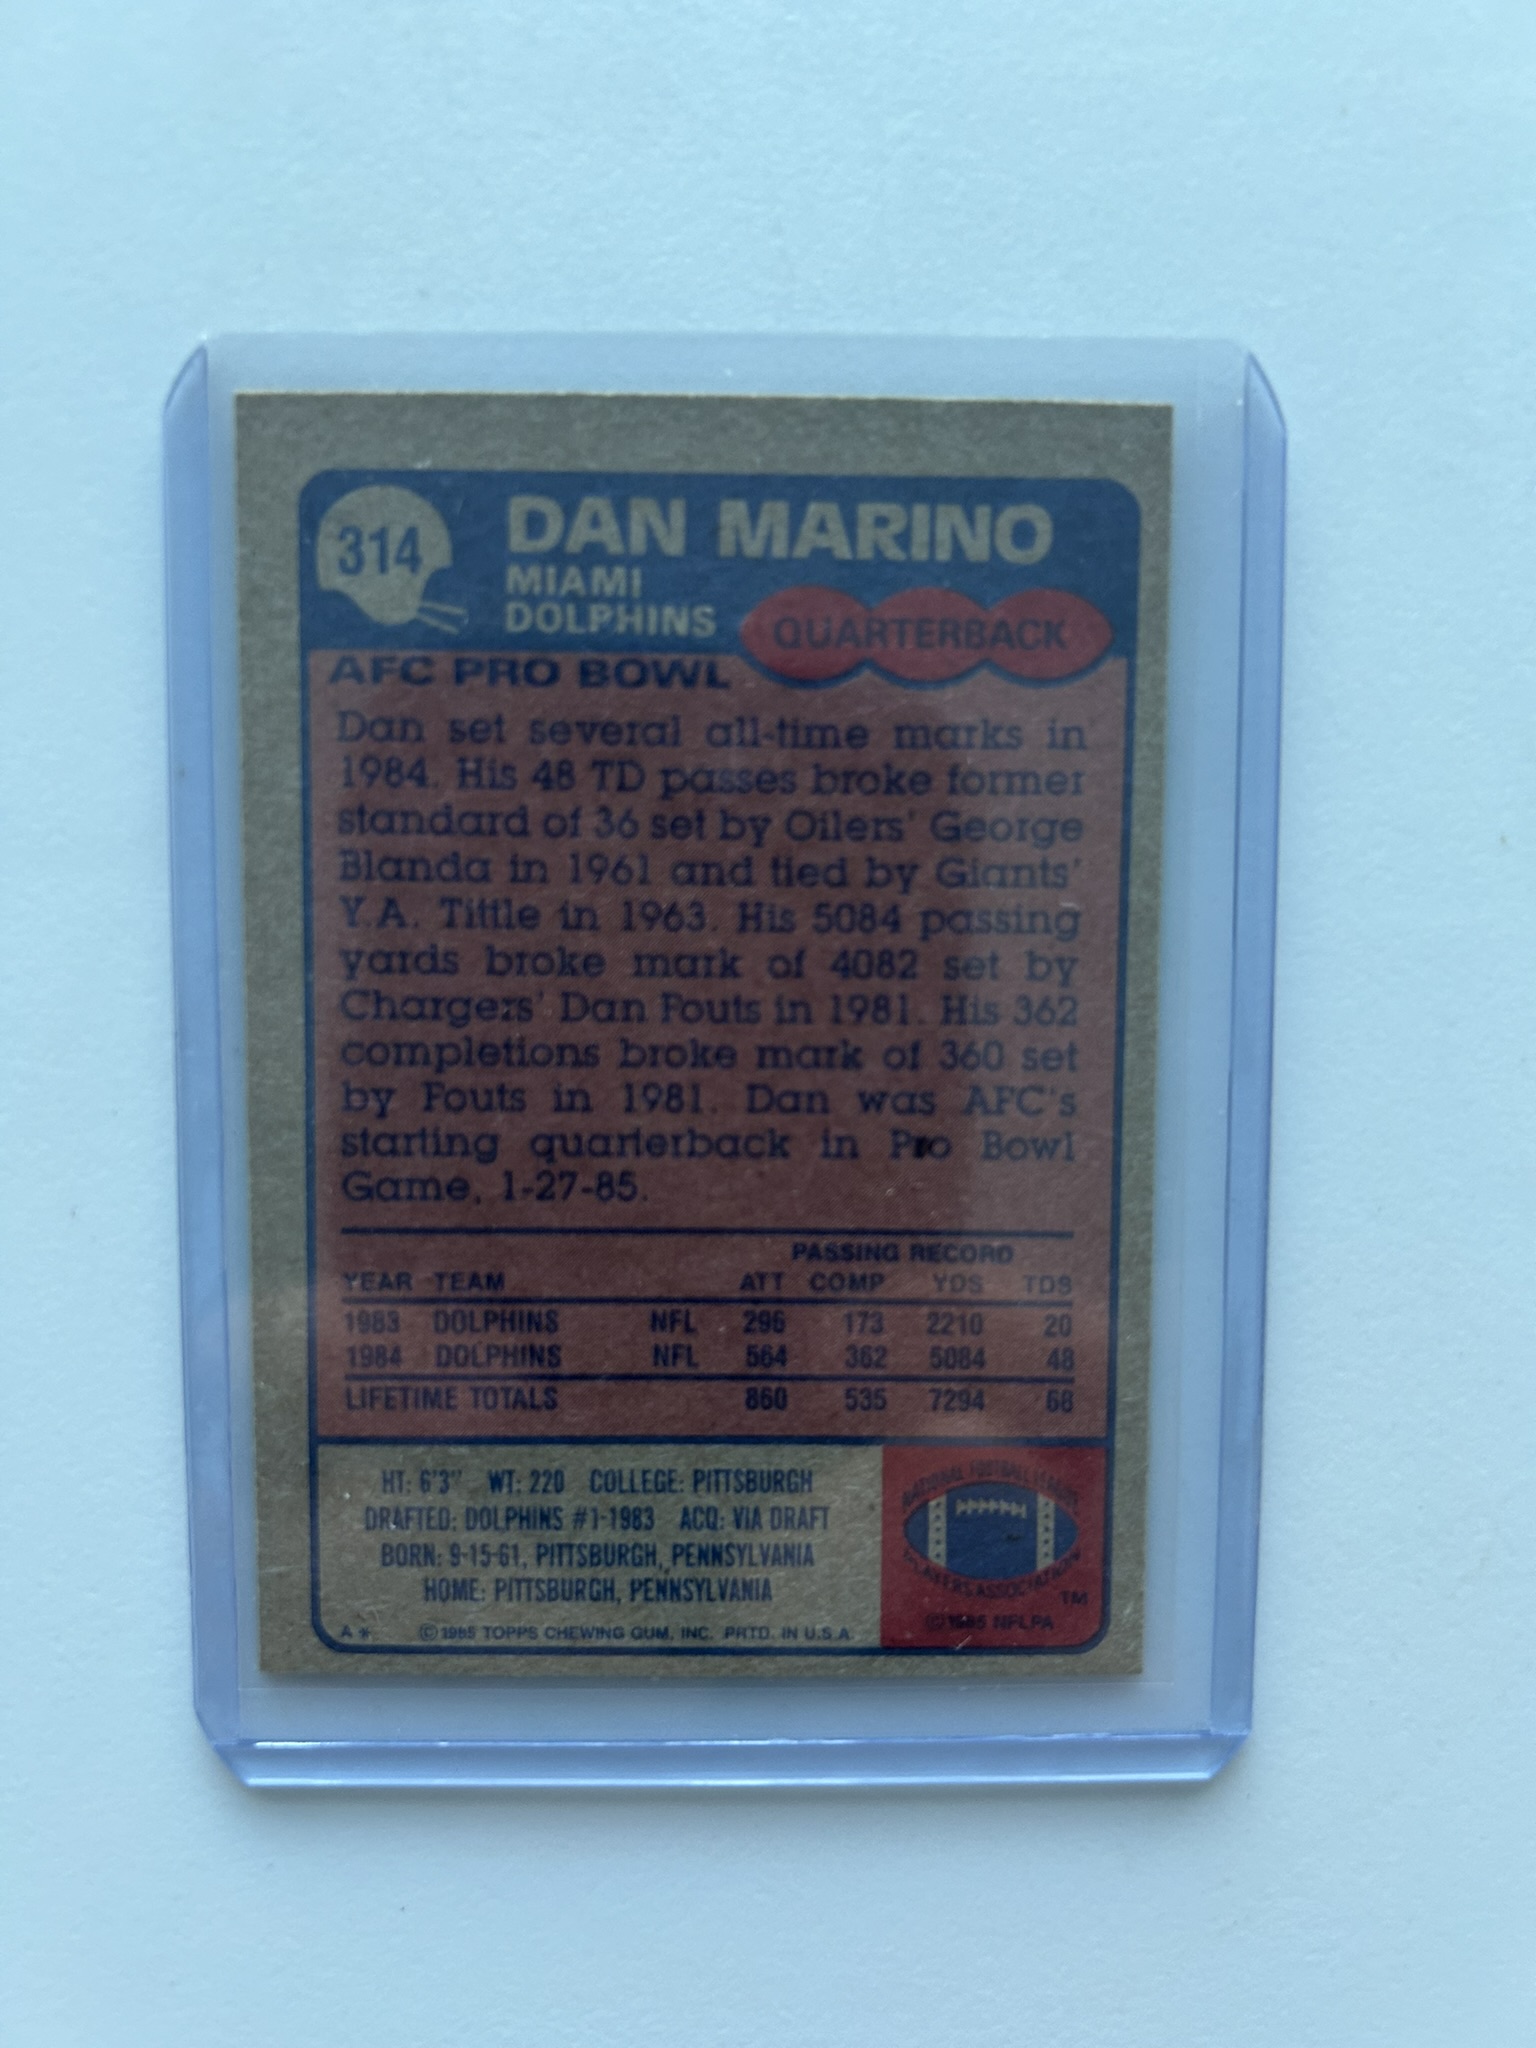 314
DAN MARINO
MIAMI
DOLPHINS
QUARTERBACK
AFC PRO BOWL
Dan set several all-time marks in
1984. His 48 TD passes broke former
standard of 36 set by Oilers' George
Blanda in 1961 and tied by Giants'
Y.A. Tittle in 1963. His 5084 passing
yards broke mark of 4082 set by
Chargers' Dan Fouts in 1981. His 362
completions broke mark of 360 set
by Fouts in 1981. Dan was AFC's
starting quarterback in Pro Bowl
Game, 1-27-85.
PASSING RECORD
YEAR TEAM ATT COMP YDS TDS
1983 DOLPHINS NFL 296 173 2210 20
1984 DOLPHINS NFL 564 362 5084 48
LIFETIME TOTALS 860 535 7294 68
HT: 6'3" WT: 220 COLLEGE: PITTSBURGH
DRAFTED: DOLPHINS #1-1983 ACQ: VIA DRAFT
BORN: 9-15-61, PITTSBURGH, PENNSYLVANIA
HOME: PITTSBURGH, PENNSYLVANIA
A* © 1985 TOPPS CHEWING GUM, INC. PRTD. IN U.S.A.
NATIONAL FOOTBALL LEAGUE
PLAYERS ASSOCIATION
TM
© 1985 NFLPA